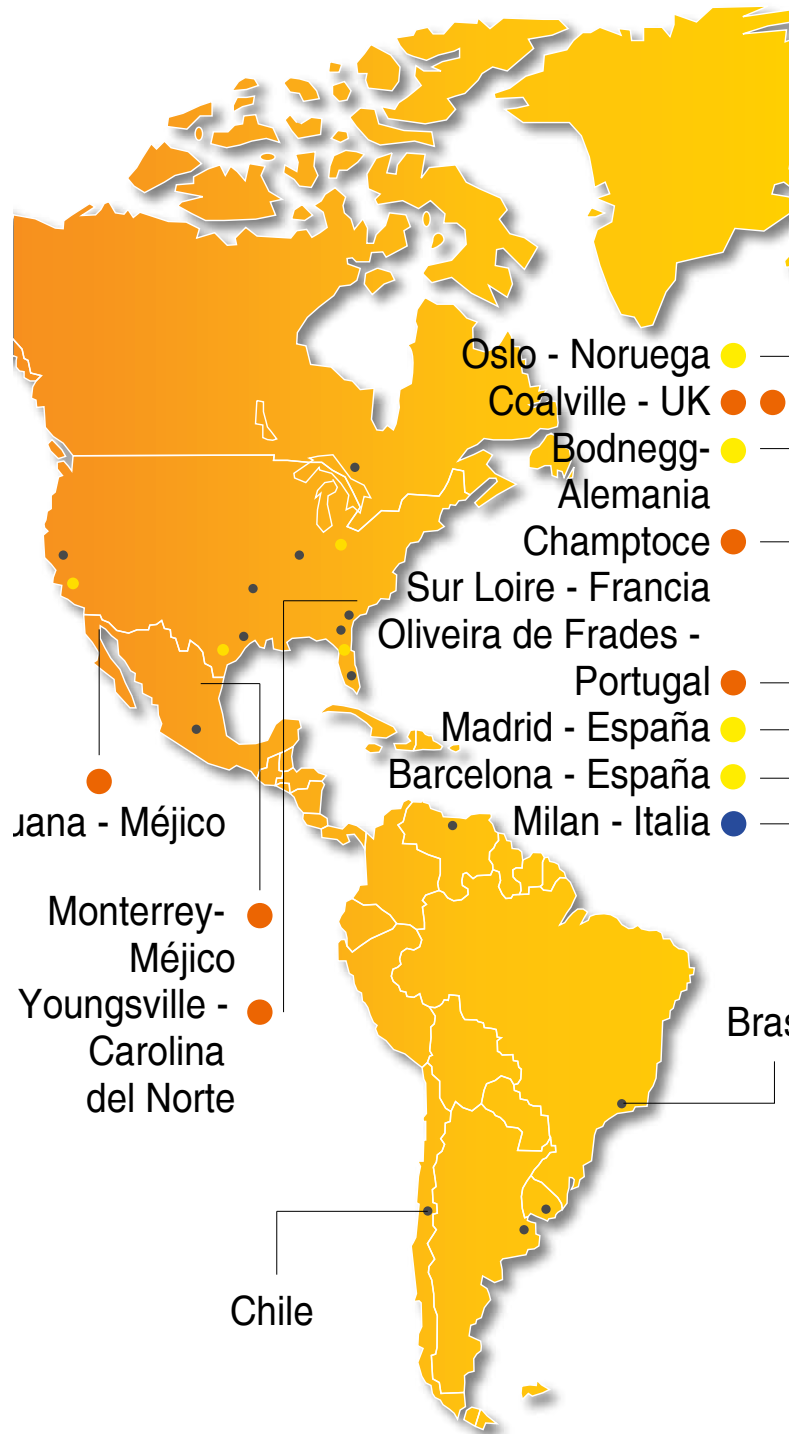 Oslo - Noruega
Coalville - UK
Bodnegg-
Alemania
Champtoce
Sur Loire - Francia
Oliveira de Frades -
Portugal
Madrid - España
Barcelona - España
Milan - Italia
uana - Méjico
Monterrey-
Méjico
Youngsville -
Carolina
del Norte
Bras
Chile